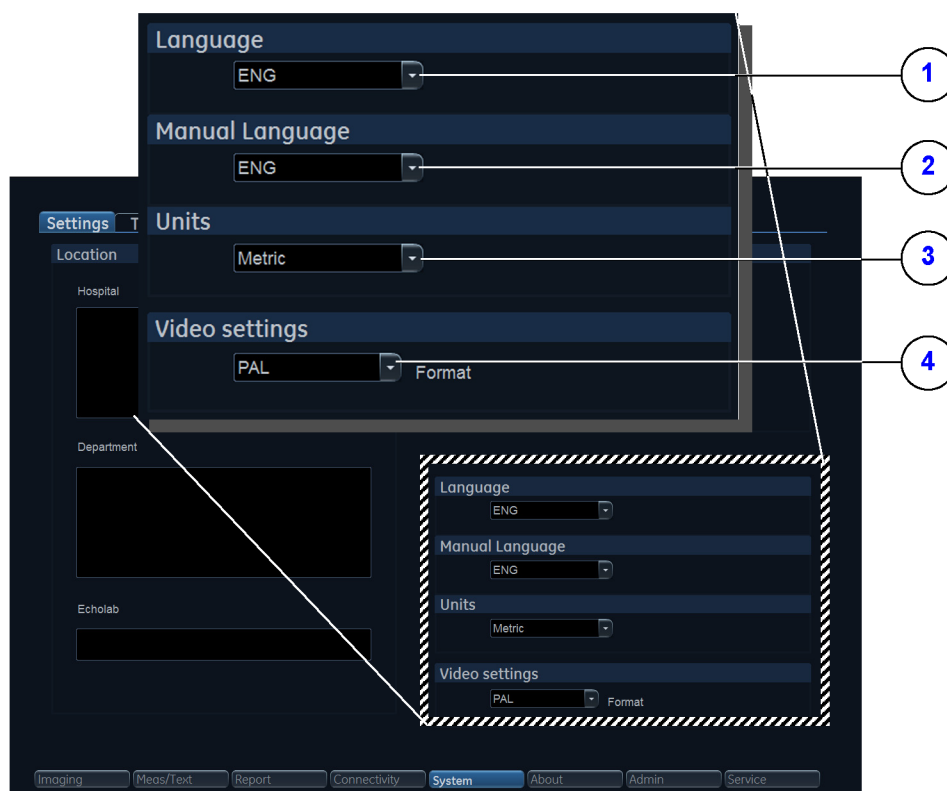 Language
ENG
1
Manual Language
ENG
2
Units
Metric
3
Video settings
PAL
Format
4
Settings T
Location
Hospital
Department
Echolab
Language
ENG
Manual Language
ENG
Units
Metric
Video settings
PAL
Format
Imaging Meas/Text Report Connectivity System About Admin Service